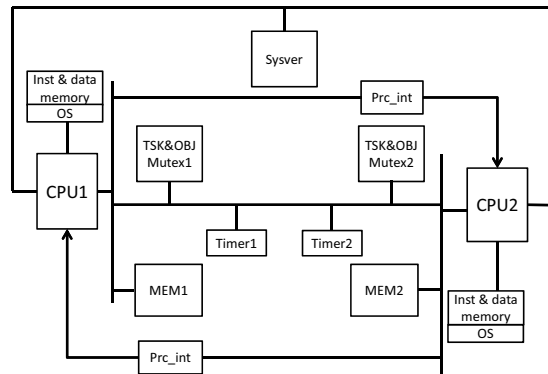 Sysver
Inst & data
memory
OS
Prc_int
TSK&OBJ
Mutex1
TSK&OBJ
Mutex2
CPU1
CPU2
Timer1
Timer2
MEM1
MEM2
Inst & data
memory
OS
Prc_int